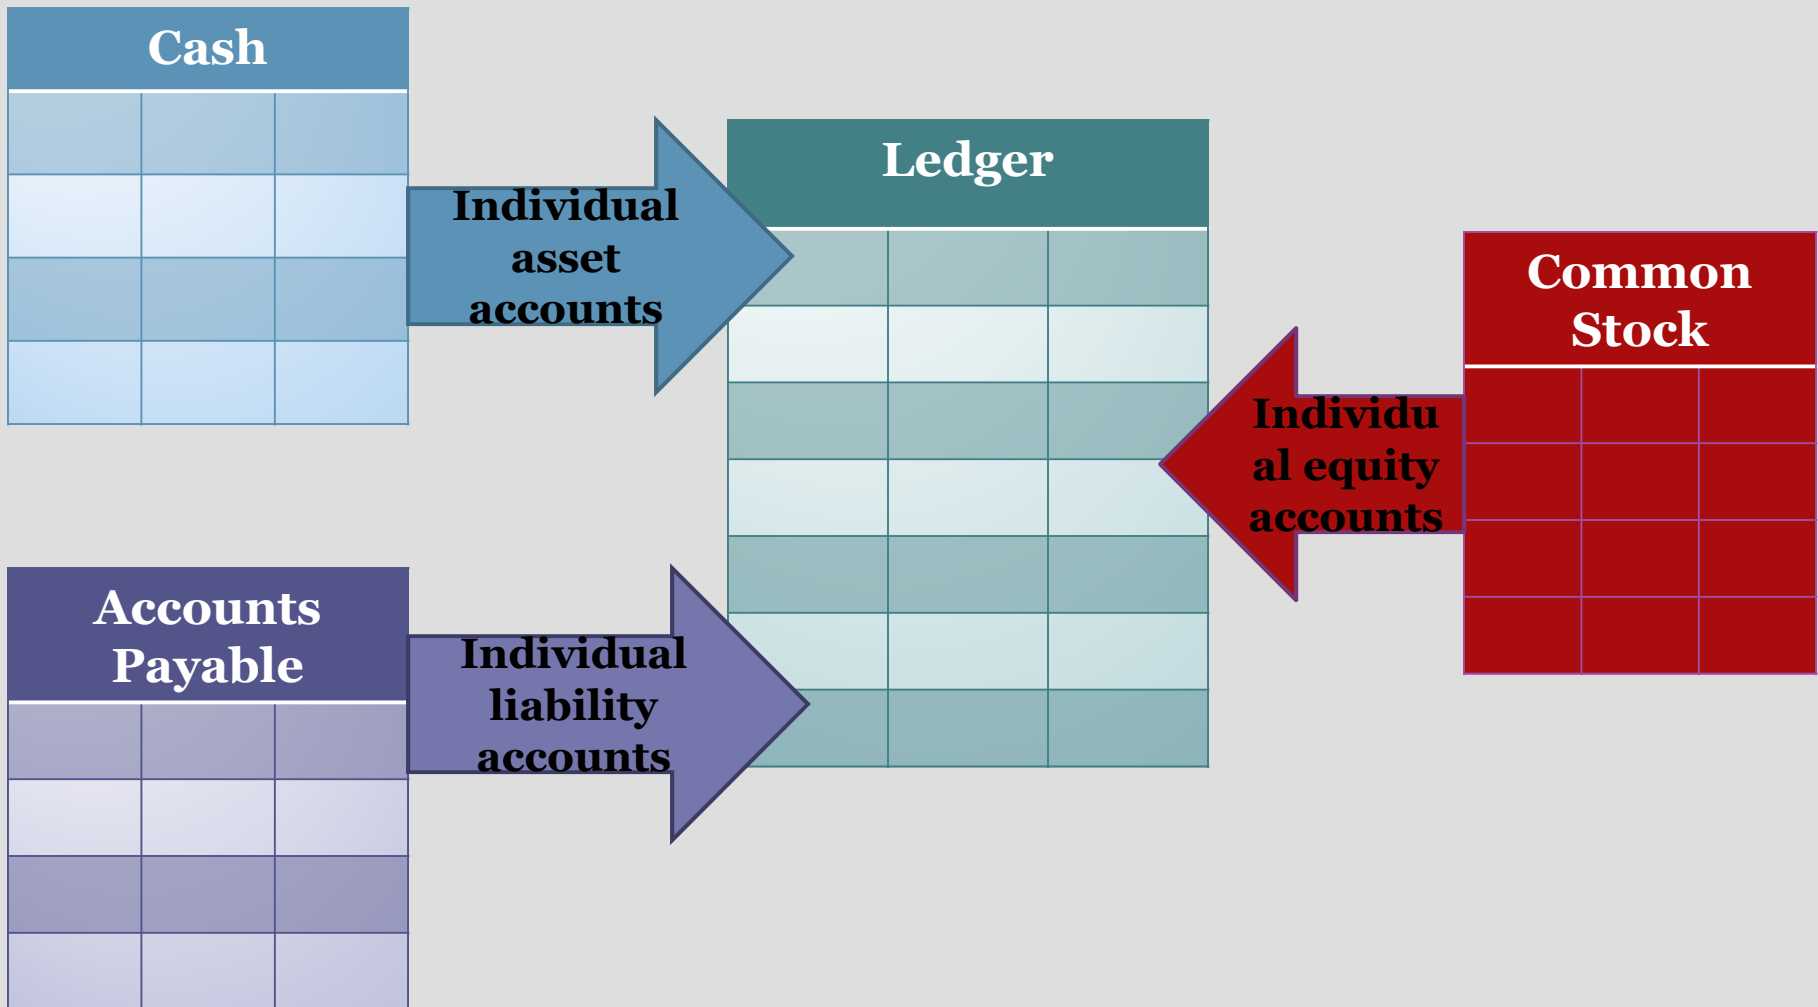 Cash
Individual
asset
accounts
Ledger
Common
Stock
Individu
al equity
accounts
Accounts
Payable
Individual
liability
accounts